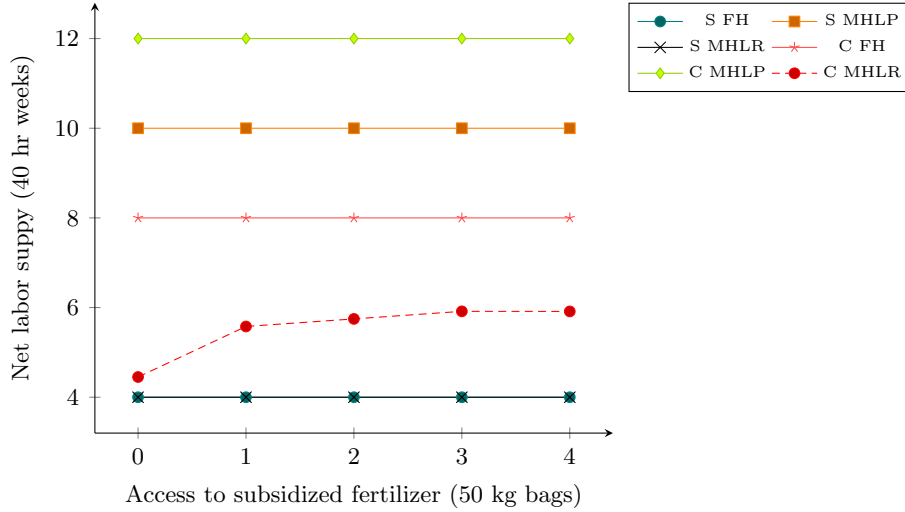 12
10
8
6
4
0 1 2 3 4
Net labor suppy (40 hr weeks)
Access to subsidized fertilizer (50 kg bags)
S FH S MHLP
S MHLR C FH
C MHLP C MHLR